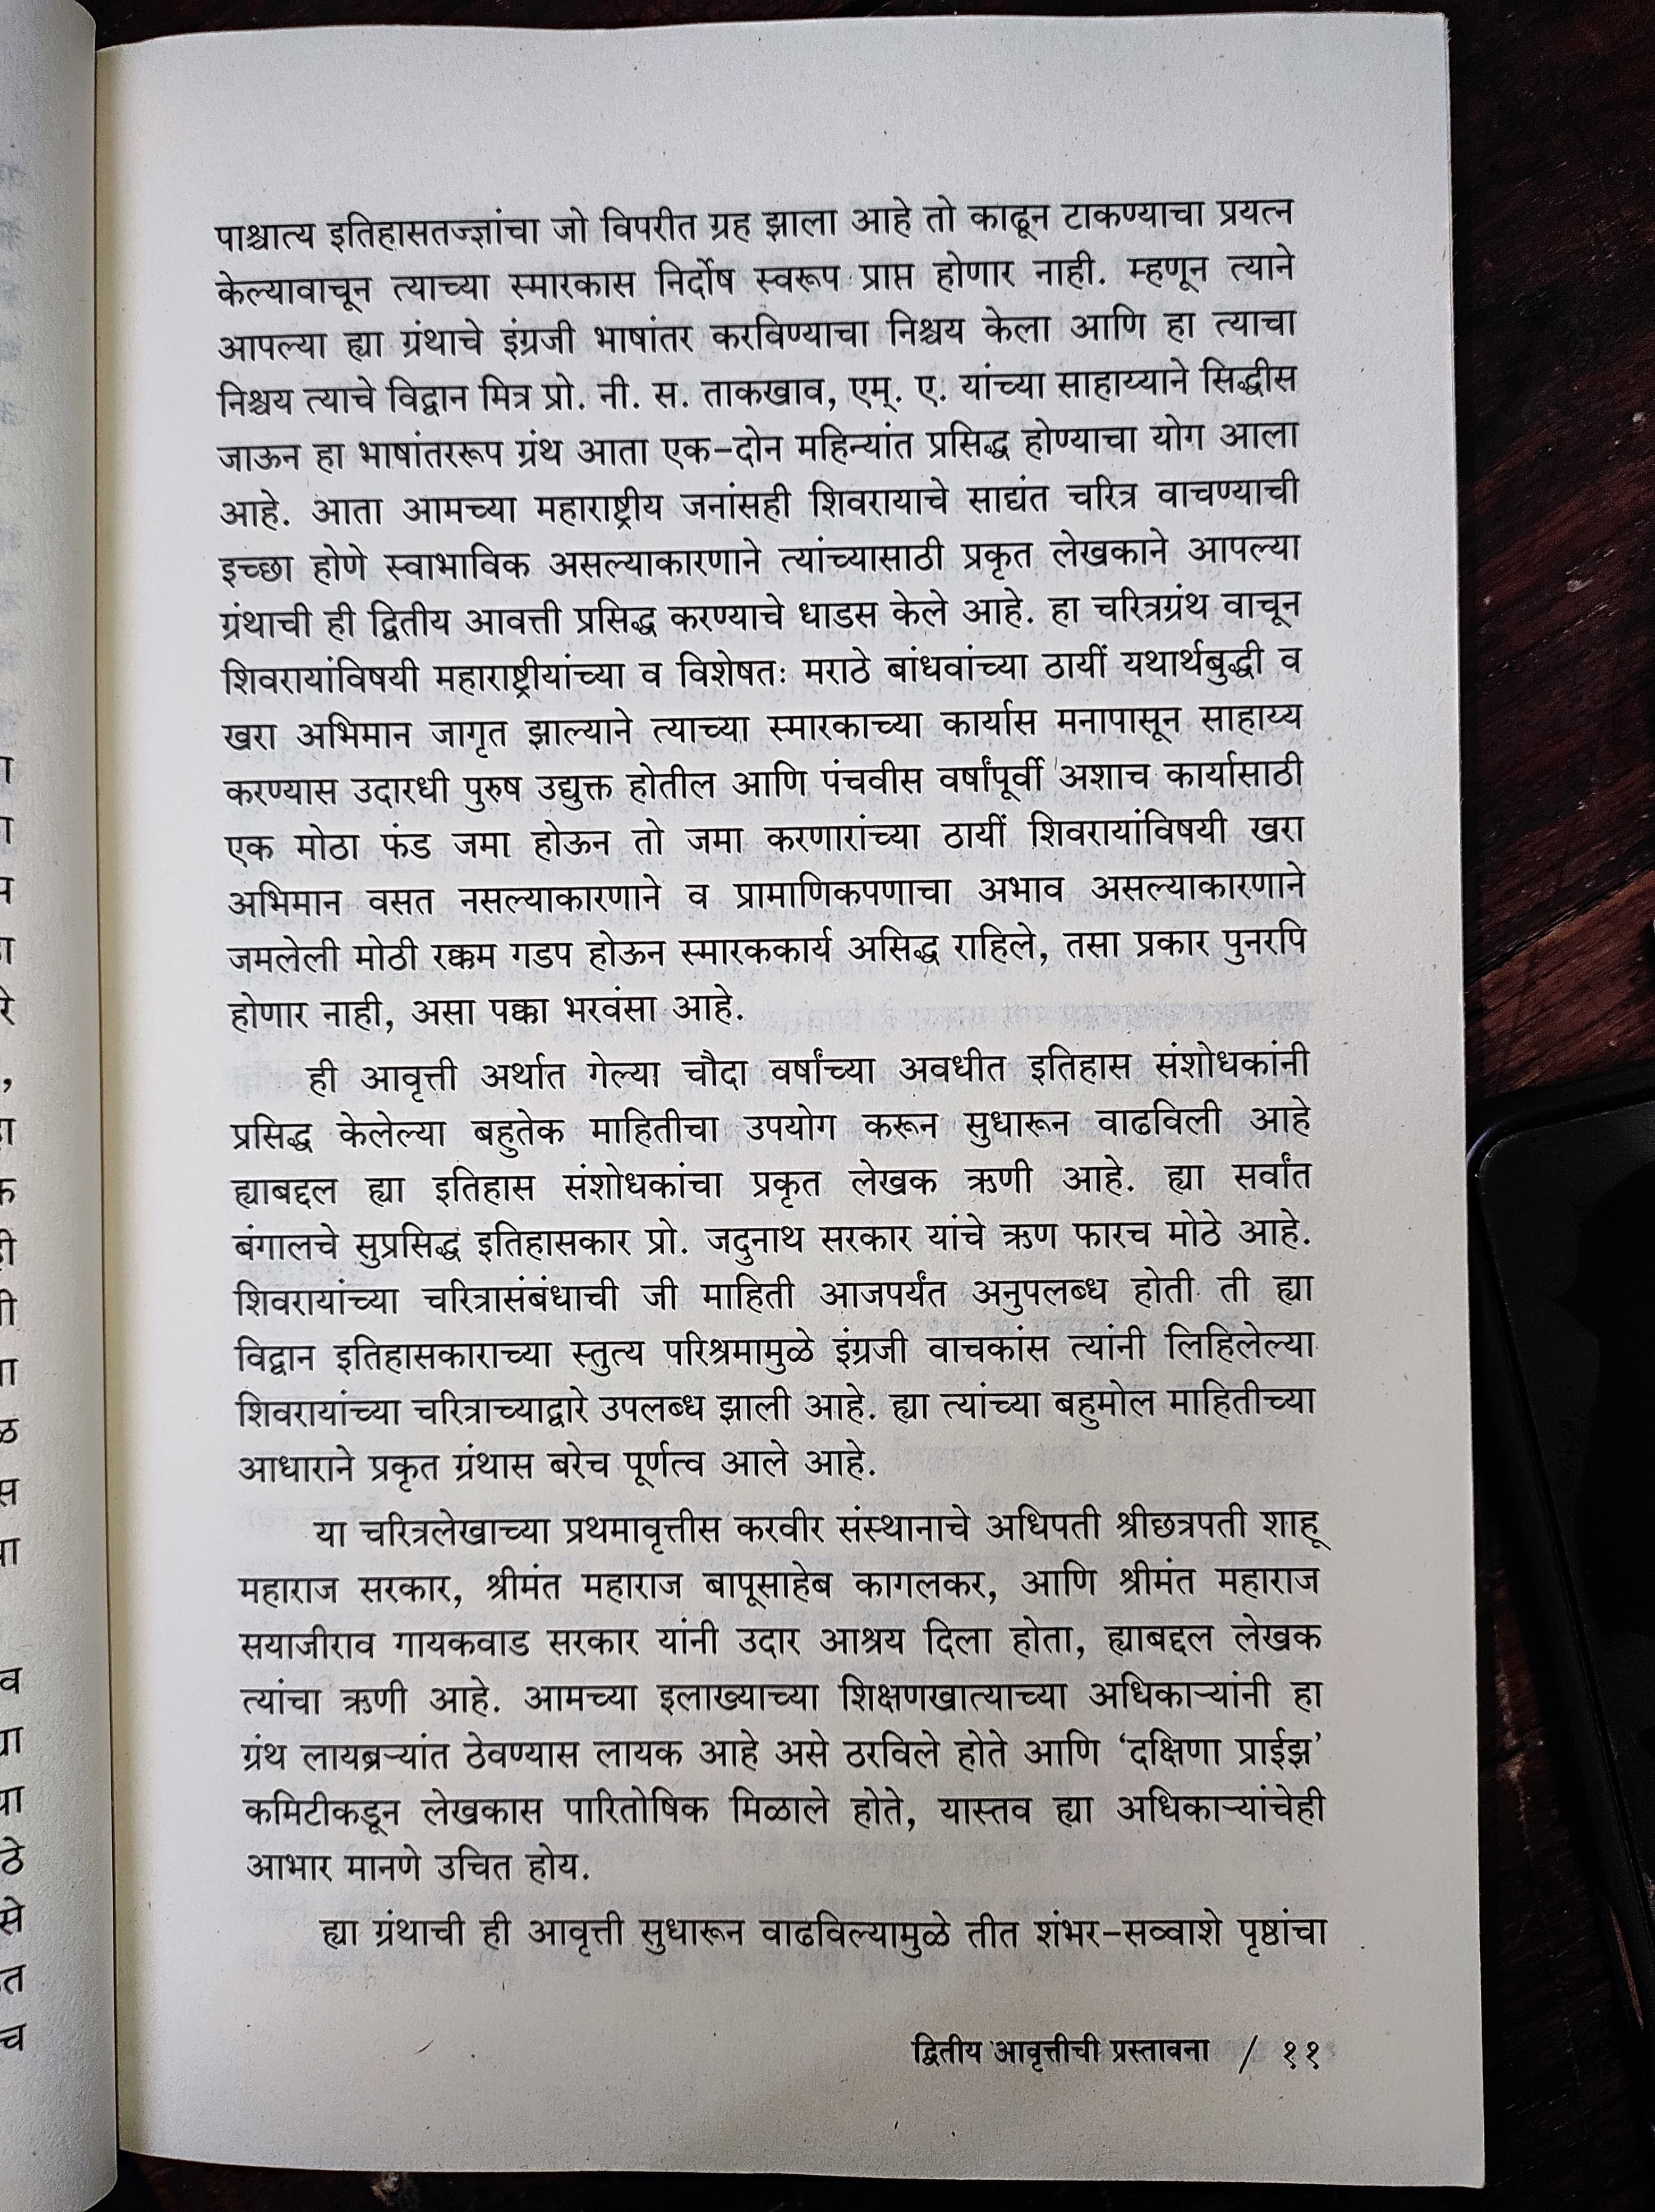 पाश्चात्य इतिहासतज्ज्ञांचा जो विपरीत ग्रह झाला आहे तो काढून टाकण्याचा प्रयत्न
केल्यावाचून त्याच्या स्मारकास निर्दोष स्वरूप प्राप्त होणार नाही. म्हणून त्याने
आपल्या ह्या ग्रंथाचे इंग्रजी भाषांतर करविण्याचा निश्चय केला आणि हा त्याचा
निश्चय त्याचे विद्वान मित्र प्रो. नी. स. ताकखाव, एम्. ए. यांच्या साहाय्याने सिद्धीस
जाऊन हा भाषांतररूप ग्रंथ आता एक-दोन महिन्यांत प्रसिद्ध होण्याचा योग आला
आहे. आता आमच्या महाराष्ट्रीय जनांसही शिवरायाचे साद्यंत चरित्र वाचण्याची
इच्छा होणे स्वाभाविक असल्याकारणाने त्यांच्यासाठी प्रकृत लेखकाने आपल्या
ग्रंथाची ही द्वितीय आवत्ती प्रसिद्ध करण्याचे धाडस केले आहे. हा चरित्रग्रंथ वाचून
शिवरायांविषयी महाराष्ट्रीयांच्या व विशेषतः मराठे बांधवांच्या ठायीं यथार्थबुद्धी व
खरा अभिमान जागृत झाल्याने त्याच्या स्मारकाच्या कार्यास मनापासून साहाय्य
करण्यास उदारधी पुरुष उद्युक्त होतील आणि पंचवीस वर्षांपूर्वी अशाच कार्यासाठी
एक मोठा फंड जमा होऊन तो जमा करणारांच्या ठायीं शिवरायांविषयी खरा
अभिमान वसत नसल्याकारणाने व प्रामाणिकपणाचा अभाव असल्याकारणाने
जमलेली मोठी रक्कम गडप होऊन स्मारककार्य असिद्ध राहिले, तसा प्रकार पुनरपि
होणार नाही, असा पक्का भरवंसा आहे.
ही आवृत्ती अर्थात गेल्या चौदा वर्षांच्या अवधीत इतिहास संशोधकांनी
प्रसिद्ध केलेल्या बहुतेक माहितीचा उपयोग करून सुधारून वाढविली आहे
ह्याबद्दल ह्या इतिहास संशोधकांचा प्रकृत लेखक ऋणी आहे. ह्या सर्वांत
बंगालचे सुप्रसिद्ध इतिहासकार प्रो. जदुनाथ सरकार यांचे ऋण फारच मोठे आहे.
शिवरायांच्या चरित्रासंबंधाची जी माहिती आजपर्यंत अनुपलब्ध होती ती ह्या
विद्वान इतिहासकाराच्या स्तुत्य परिश्रमामुळे इंग्रजी वाचकांस त्यांनी लिहिलेल्या
शिवरायांच्या चरित्राच्याद्वारे उपलब्ध झाली आहे. ह्या त्यांच्या बहुमोल माहितीच्या
आधाराने प्रकृत ग्रंथास बरेच पूर्णत्व आले आहे.
या चरित्रलेखाच्या प्रथमावृत्तीस करवीर संस्थानाचे अधिपती श्रीछत्रपती शाहू
महाराज सरकार, श्रीमंत महाराज बापूसाहेब कागलकर, आणि श्रीमंत महाराज
सयाजीराव गायकवाड सरकार यांनी उदार आश्रय दिला होता, ह्याबद्दल लेखक
त्यांचा ऋणी आहे. आमच्या इलाख्याच्या शिक्षणखात्याच्या अधिकाऱ्यांनी हा
ग्रंथ लायब्रऱ्यांत ठेवण्यास लायक आहे असे ठरविले होते आणि ‘दक्षिणा प्राईझ’
कमिटीकडून लेखकास पारितोषिक मिळाले होते, यास्तव ह्या अधिकाऱ्यांचेही
आभार मानणे उचित होय.
ह्या ग्रंथाची ही आवृत्ती सुधारून वाढविल्यामुळे तीत शंभर-सव्वाशे पृष्ठांचा
द्वितीय आवृत्तीची प्रस्तावना / ११